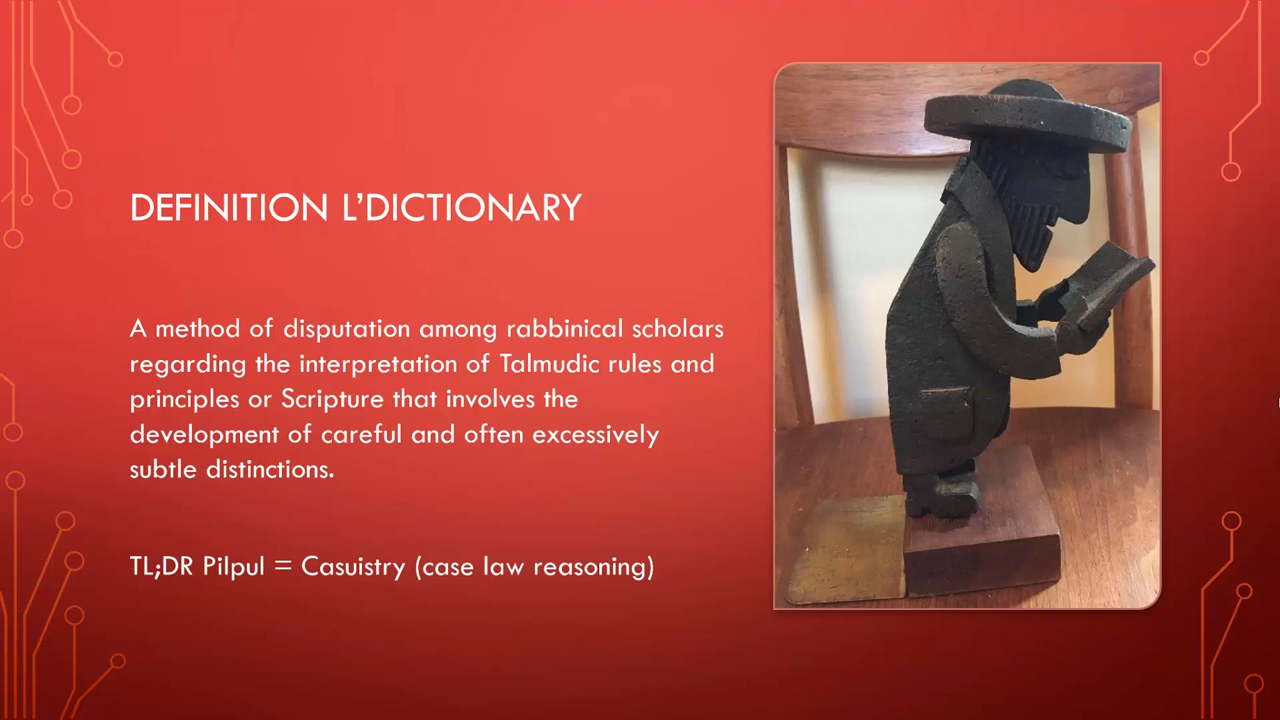 DEFINITION L’DICTIONARY
A method of disputation among rabbinical scholars
regarding the interpretation of Talmudic rules and
principles or Scripture that involves the
development of careful and often excessively
subtle distinctions.
TL;DR Pilpul = Casuistry (case law reasoning)